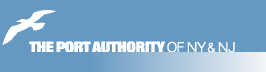 THE PORT AUTHORITY OF NY & NJ